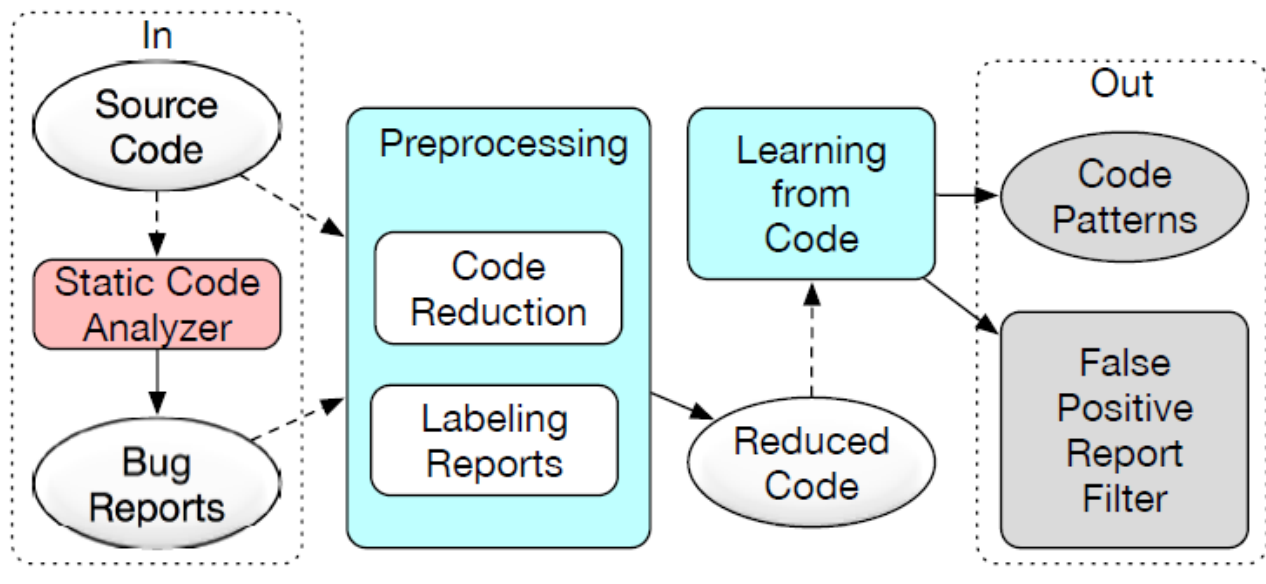 In
Source
Code
Static Code
Analyzer
Bug
Reports
Preprocessing
Code
Reduction
Labeling
Reports
Learning
from
Code
Reduced
Code
Out
Code
Patterns
False
Positive
Report
Filter